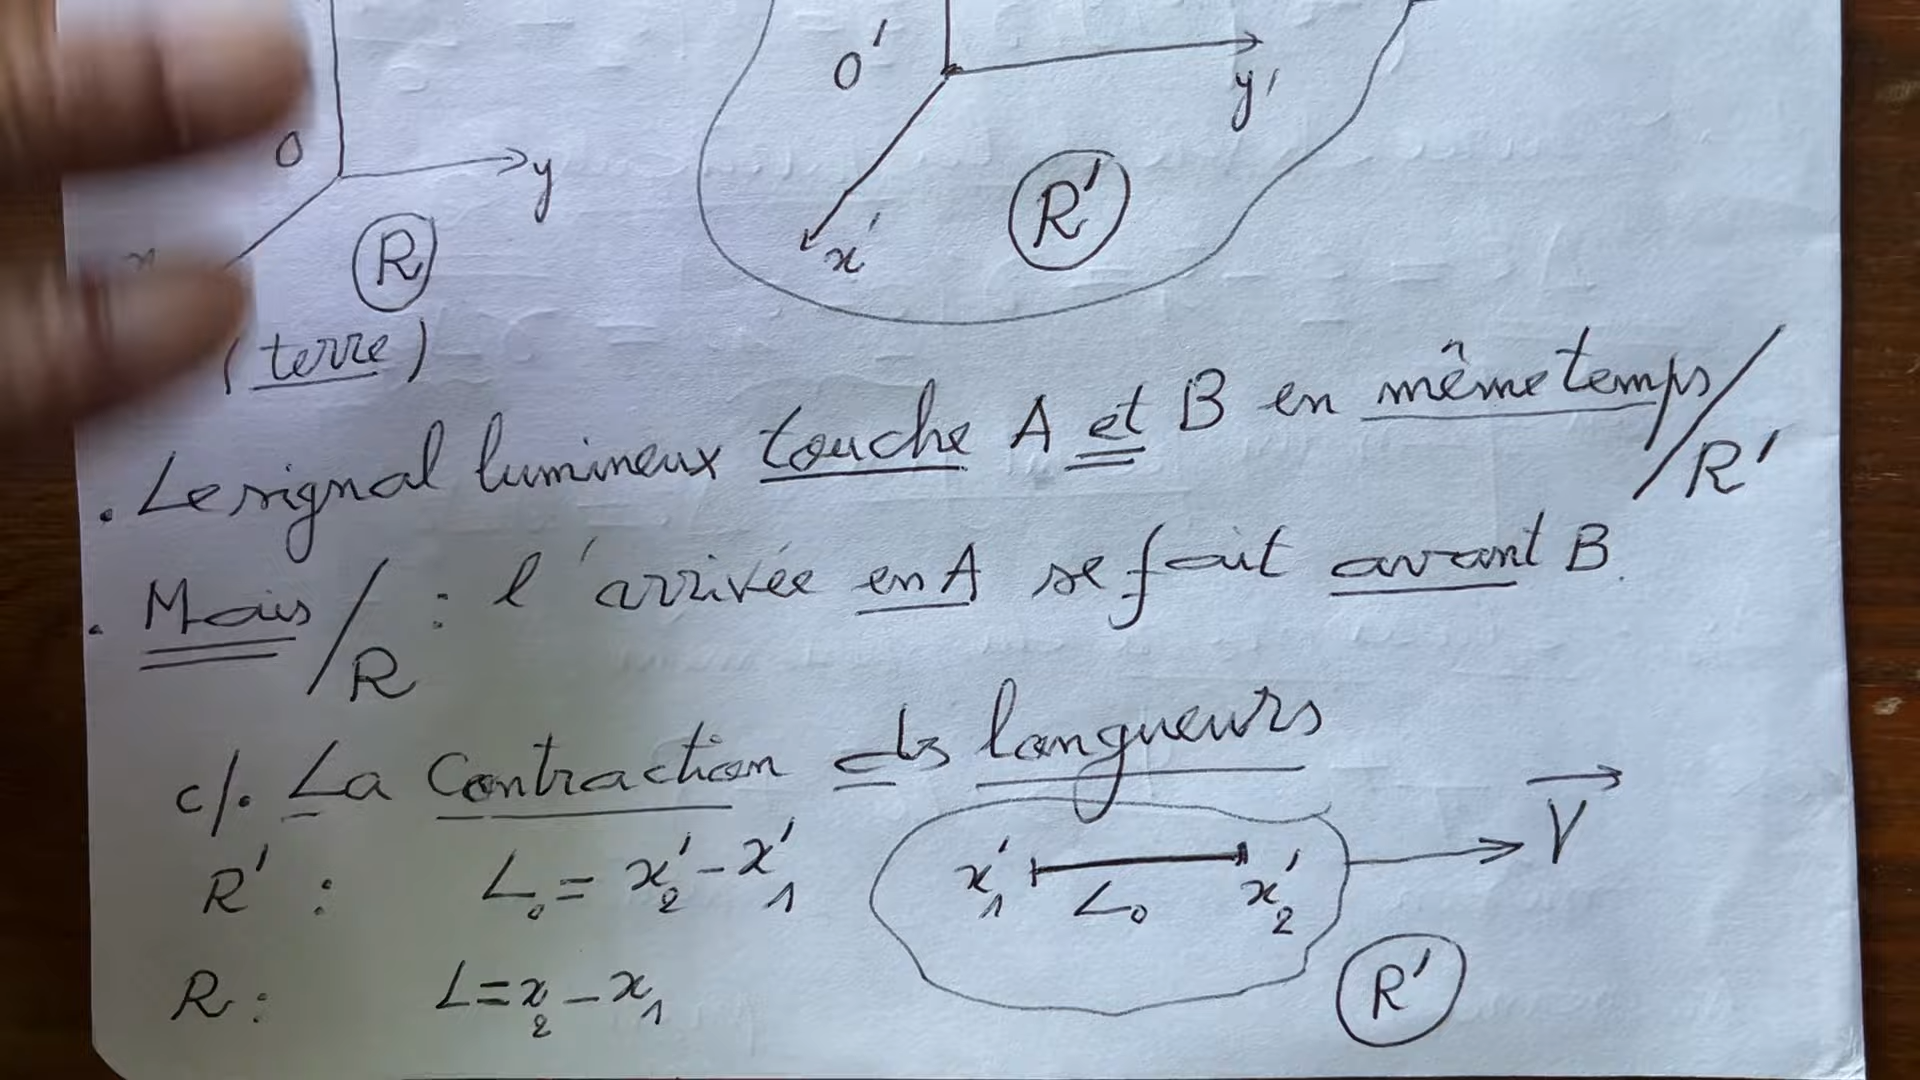 O'
y'
O
y
R
R'
x'
(terre)
. Le signal lumineux touche A et B en même temps / R'
. Mais / R : l'arrivée en A se fait avant B.
c/. La Contraction ds longueurs
R' : L₀ = x'₂ - x'₁
x'₁ L₀ x'₂
V
R : L = x₂ - x₁
R'